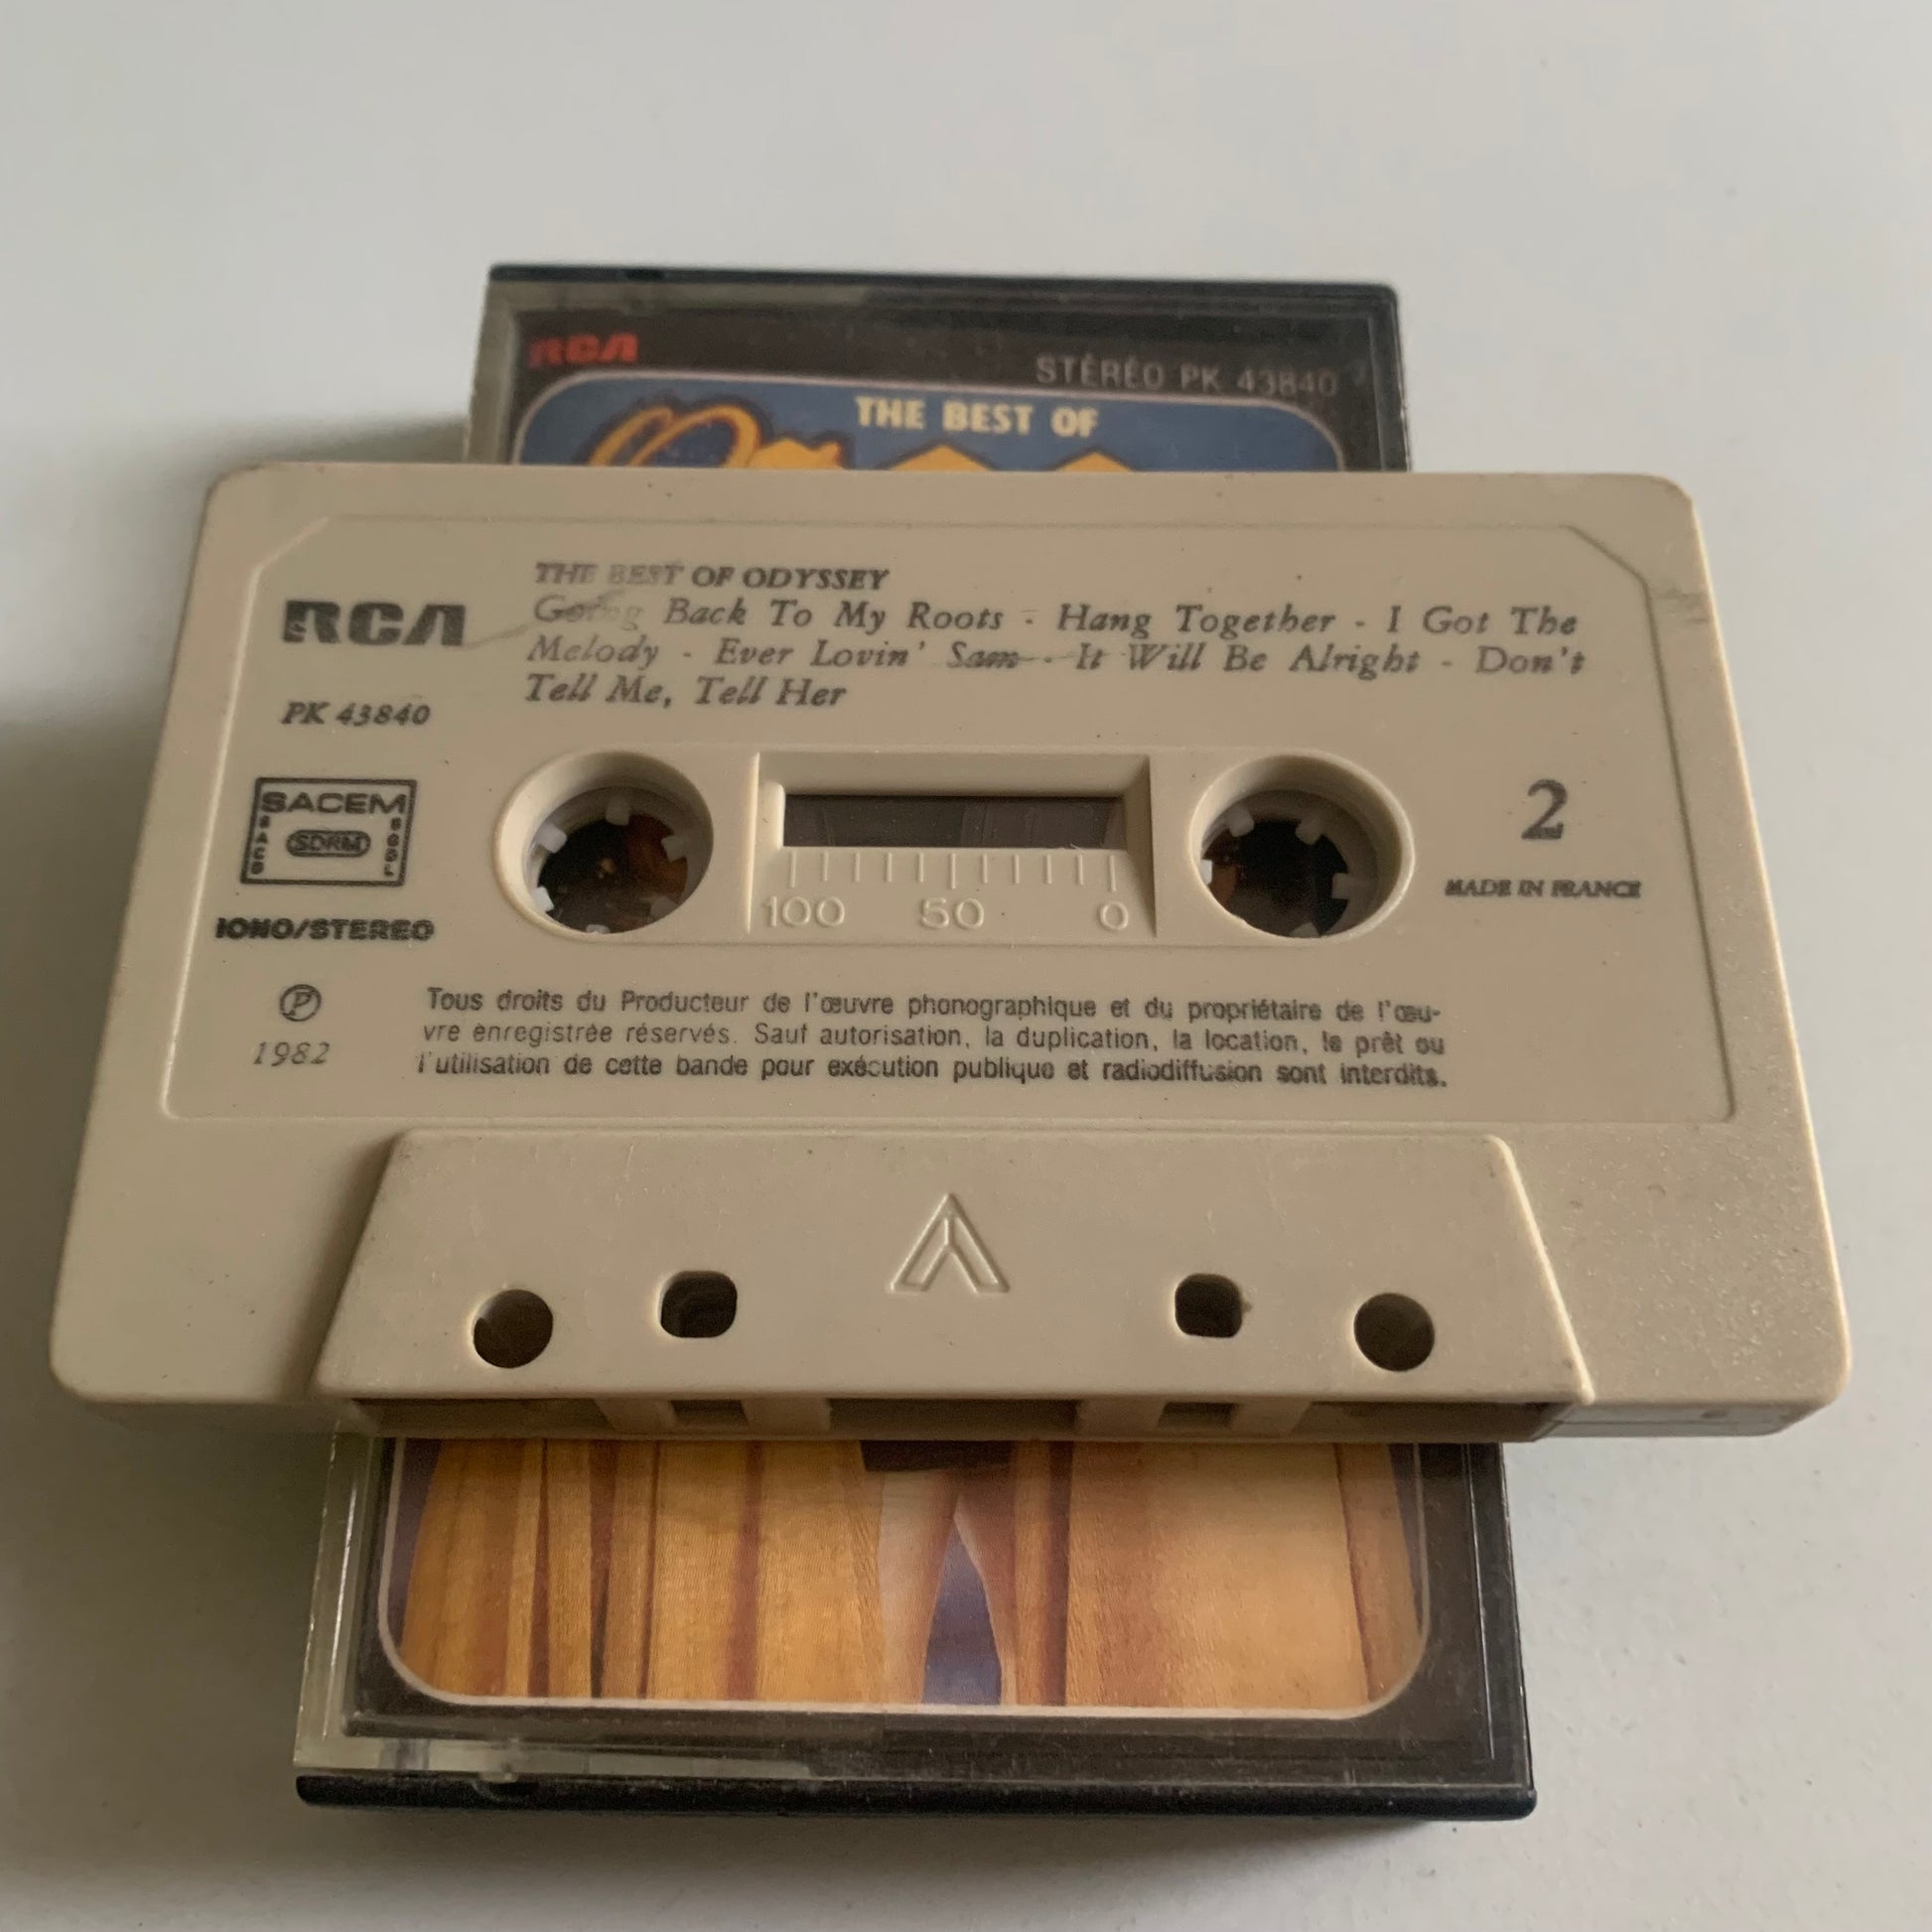 RCA
STÉRÉO PK 43840
THE BEST OF
THE BEST OF ODYSSEY
RCA
Going Back To My Roots - Hang Together - I Got The
Melody - Ever Lovin' Sam - It Will Be Alright - Don't
Tell Me, Tell Her
PK 43840
SACEM
SACD
SDRM
SGDL
2
MADE IN FRANCE
100 50 0
IONO/STEREO
Ⓟ
1982
Tous droits du Producteur de l'œuvre phonographique et du propriétaire de l'œu-
vre enregistrée réservés. Sauf autorisation, la duplication, la location, le prêt ou
l'utilisation de cette bande pour exécution publique et radiodiffusion sont interdits.